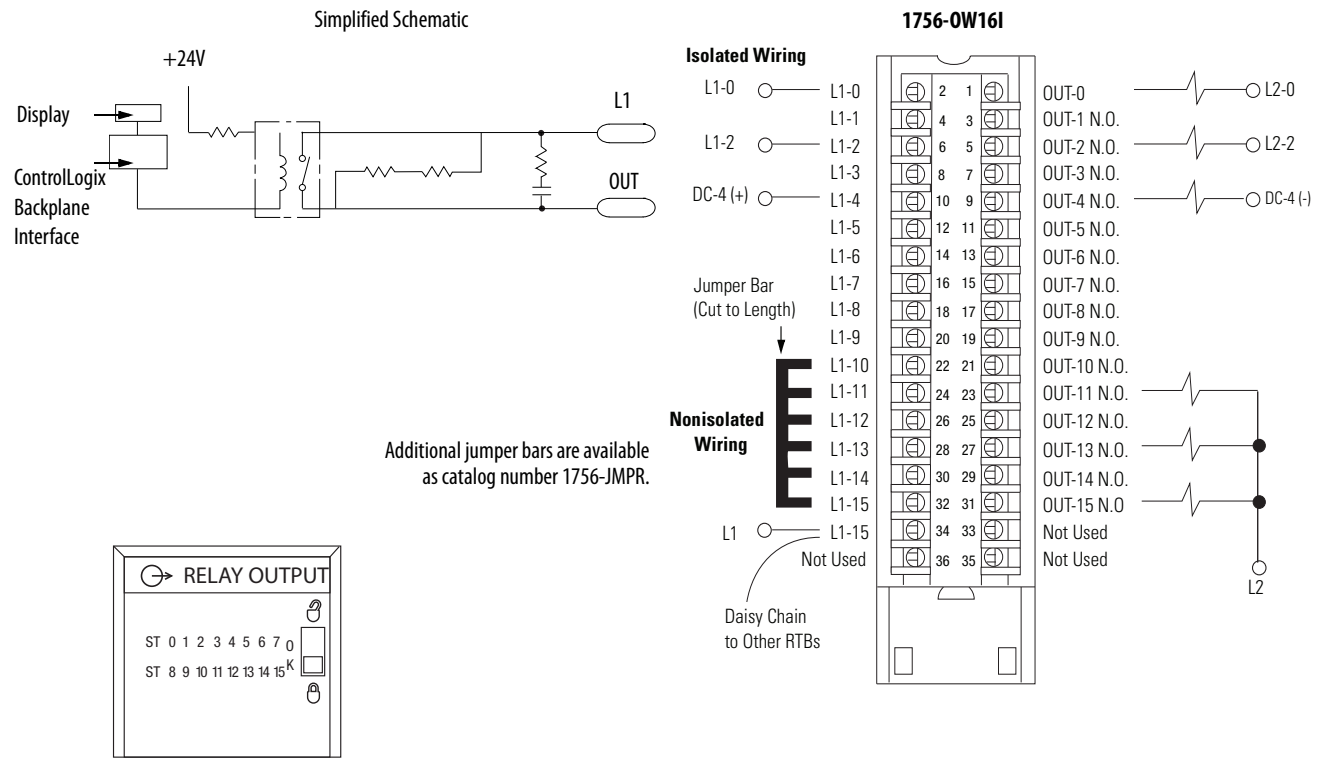 Simplified Schematic
+24V
Display
ControlLogix
Backplane
Interface
L1
OUT
Additional jumper bars are available
as catalog number 1756-JMPR.
RELAY OUTPUT
ST 0 1 2 3 4 5 6 7 O
ST 8 9 10 11 12 13 14 15 K
1756-OW16I
Isolated Wiring
L1-0 L1-0 2 1 OUT-0 L2-0
L1-1 4 3 OUT-1 N.O.
L1-2 L1-2 6 5 OUT-2 N.O. L2-2
L1-3 8 7 OUT-3 N.O.
DC-4 (+) L1-4 10 9 OUT-4 N.O. DC-4 (-)
L1-5 12 11 OUT-5 N.O.
L1-6 14 13 OUT-6 N.O.
L1-7 16 15 OUT-7 N.O.
Jumper Bar
(Cut to Length)
L1-8 18 17 OUT-8 N.O.
L1-9 20 19 OUT-9 N.O.
L1-10 22 21 OUT-10 N.O.
L1-11 24 23 OUT-11 N.O.
Nonisolated
Wiring
L1-12 26 25 OUT-12 N.O.
L1-13 28 27 OUT-13 N.O.
L1-14 30 29 OUT-14 N.O.
L1-15 32 31 OUT-15 N.O
L1 L1-15 34 33 Not Used
Not Used 36 35 Not Used
L2
Daisy Chain
to Other RTBs